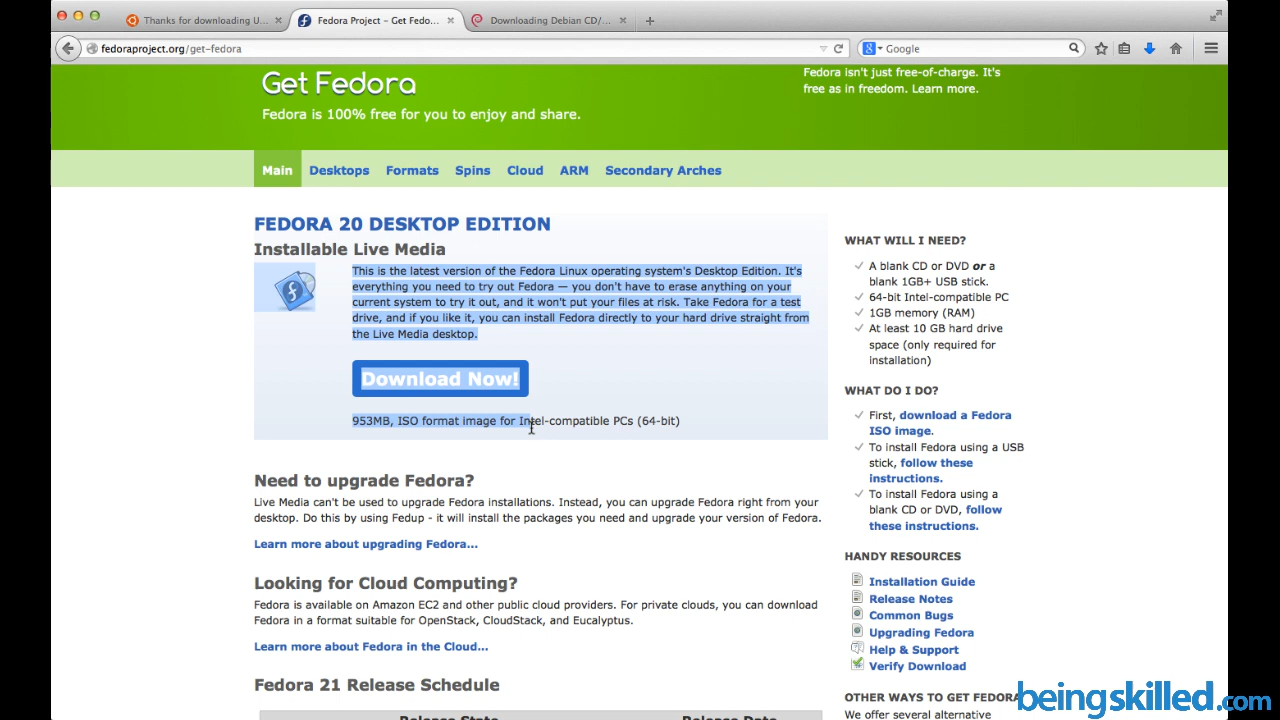 Thanks for downloading U...
Fedora Project - Get Fedo...
Downloading Debian CD/...
fedoraproject.org/get-fedora
Google
Get Fedora
Fedora is 100% free for you to enjoy and share.
Fedora isn't just free-of-charge. It's
free as in freedom. Learn more.
Main
Desktops
Formats
Spins
Cloud
ARM
Secondary Arches
FEDORA 20 DESKTOP EDITION
Installable Live Media
This is the latest version of the Fedora Linux operating system's Desktop Edition. It's
everything you need to try out Fedora — you don't have to erase anything on your
current system to try it out, and it won't put your files at risk. Take Fedora for a test
drive, and if you like it, you can install Fedora directly to your hard drive straight from
the Live Media desktop.
Download Now!
953MB, ISO format image for Intel-compatible PCs (64-bit)
Need to upgrade Fedora?
Live Media can't be used to upgrade Fedora installations. Instead, you can upgrade Fedora right from your
desktop. Do this by using Fedup - it will install the packages you need and upgrade your version of Fedora.
Learn more about upgrading Fedora...
Looking for Cloud Computing?
Fedora is available on Amazon EC2 and other public cloud providers. For private clouds, you can download
Fedora in a format suitable for OpenStack, CloudStack, and Eucalyptus.
Learn more about Fedora in the Cloud...
Fedora 21 Release Schedule
Release State
Release Date
WHAT WILL I NEED?
A blank CD or DVD or a
blank 1GB+ USB stick.
64-bit Intel-compatible PC
1GB memory (RAM)
At least 10 GB hard drive
space (only required for
installation)
WHAT DO I DO?
First, download a Fedora
ISO image.
To install Fedora using a USB
stick, follow these
instructions.
To install Fedora using a
blank CD or DVD, follow
these instructions.
HANDY RESOURCES
Installation Guide
Release Notes
Common Bugs
Upgrading Fedora
Help & Support
Verify Download
OTHER WAYS TO GET FEDORA
We offer several alternative
beingskilled.com